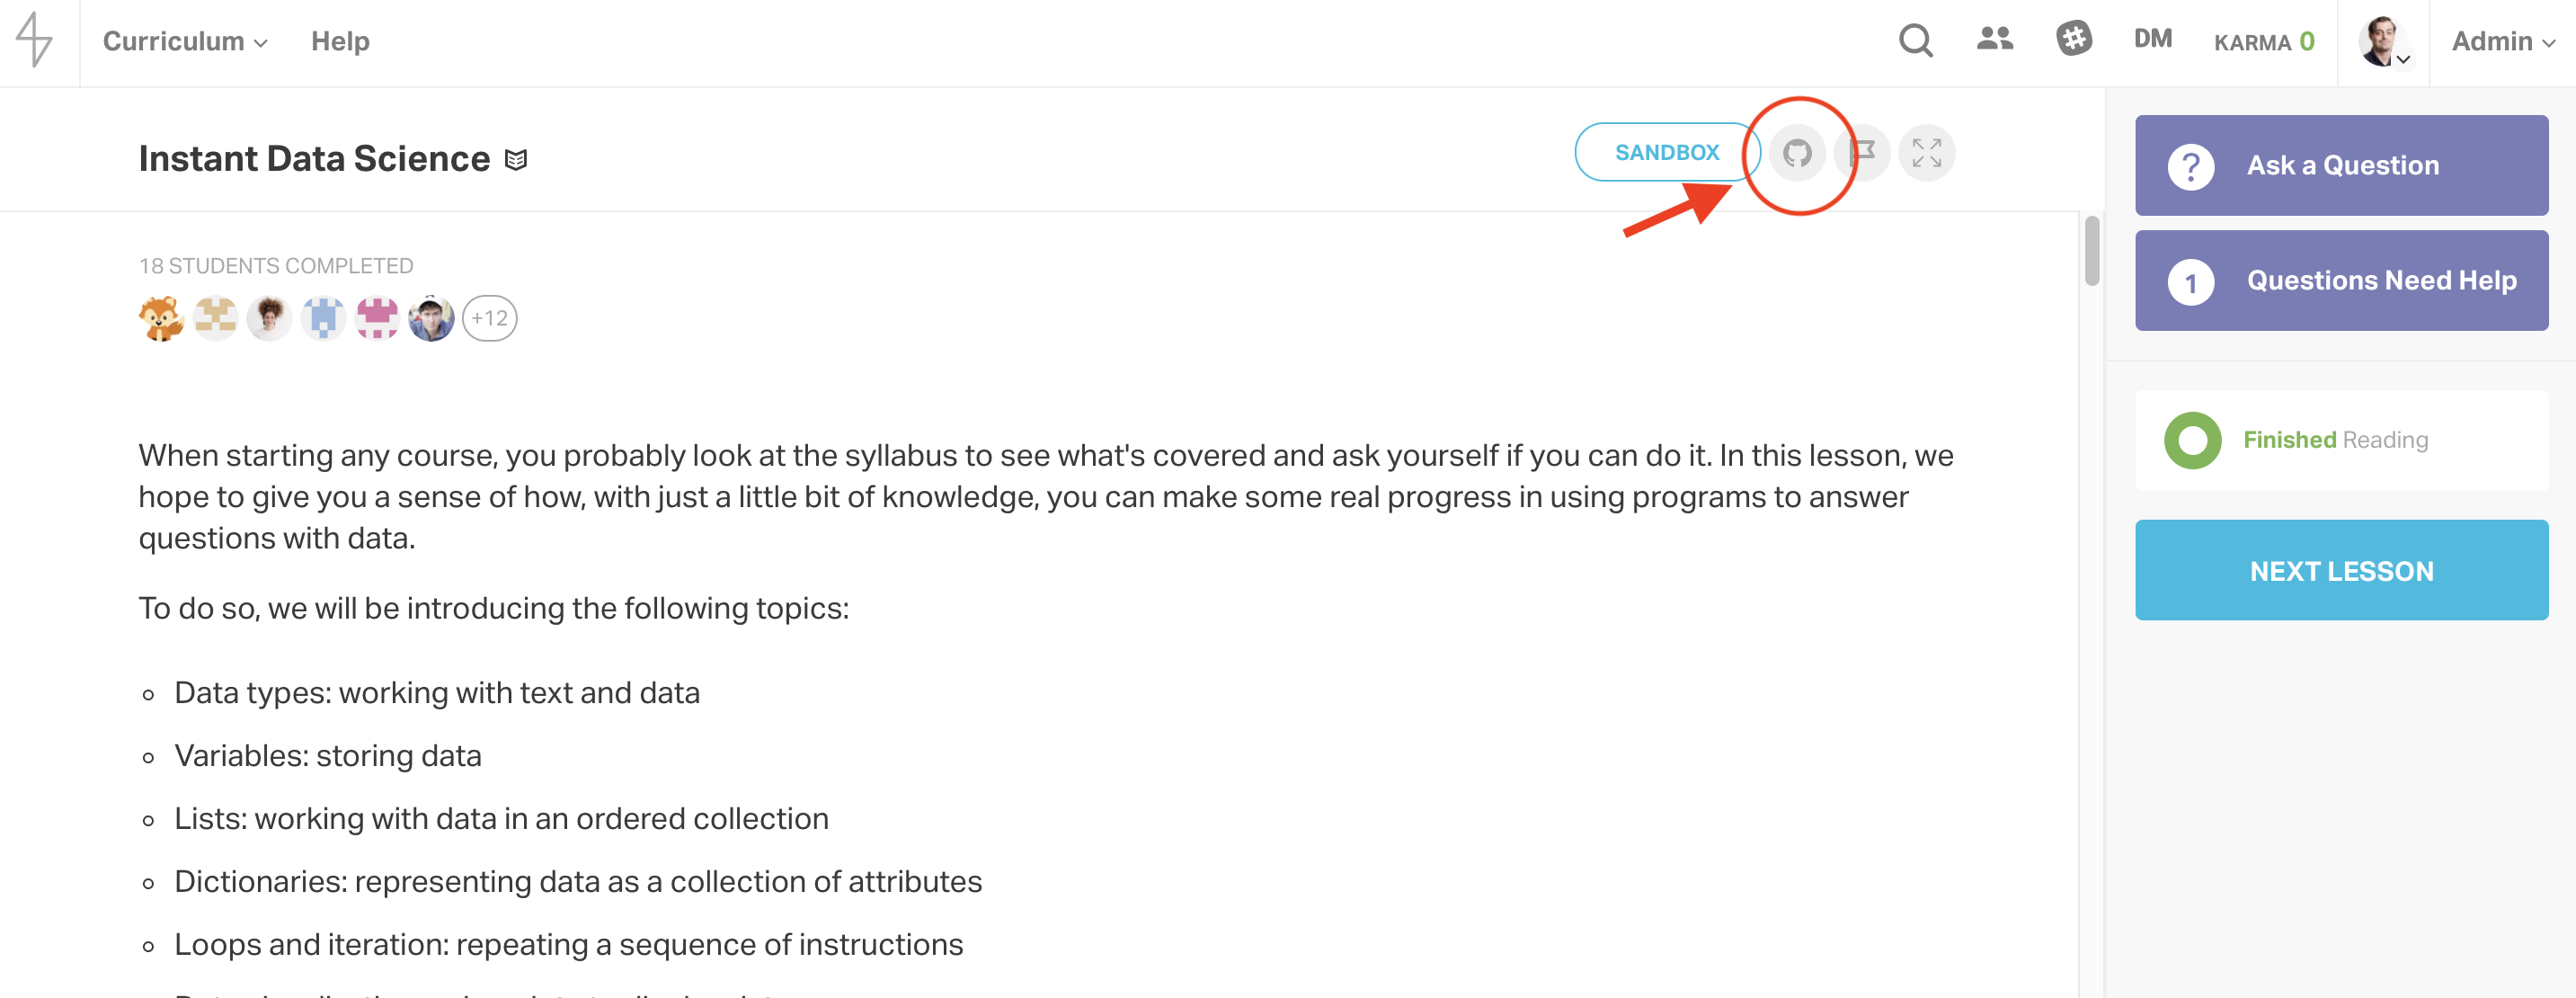 Curriculum
Help
DM
KARMA 0
Admin
Instant Data Science
SANDBOX
18 STUDENTS COMPLETED
+12
When starting any course, you probably look at the syllabus to see what's covered and ask yourself if you can do it. In this lesson, we
hope to give you a sense of how, with just a little bit of knowledge, you can make some real progress in using programs to answer
questions with data.
To do so, we will be introducing the following topics:
Data types: working with text and data
Variables: storing data
Lists: working with data in an ordered collection
Dictionaries: representing data as a collection of attributes
Loops and iteration: repeating a sequence of instructions
? Ask a Question
1 Questions Need Help
Finished Reading
NEXT LESSON